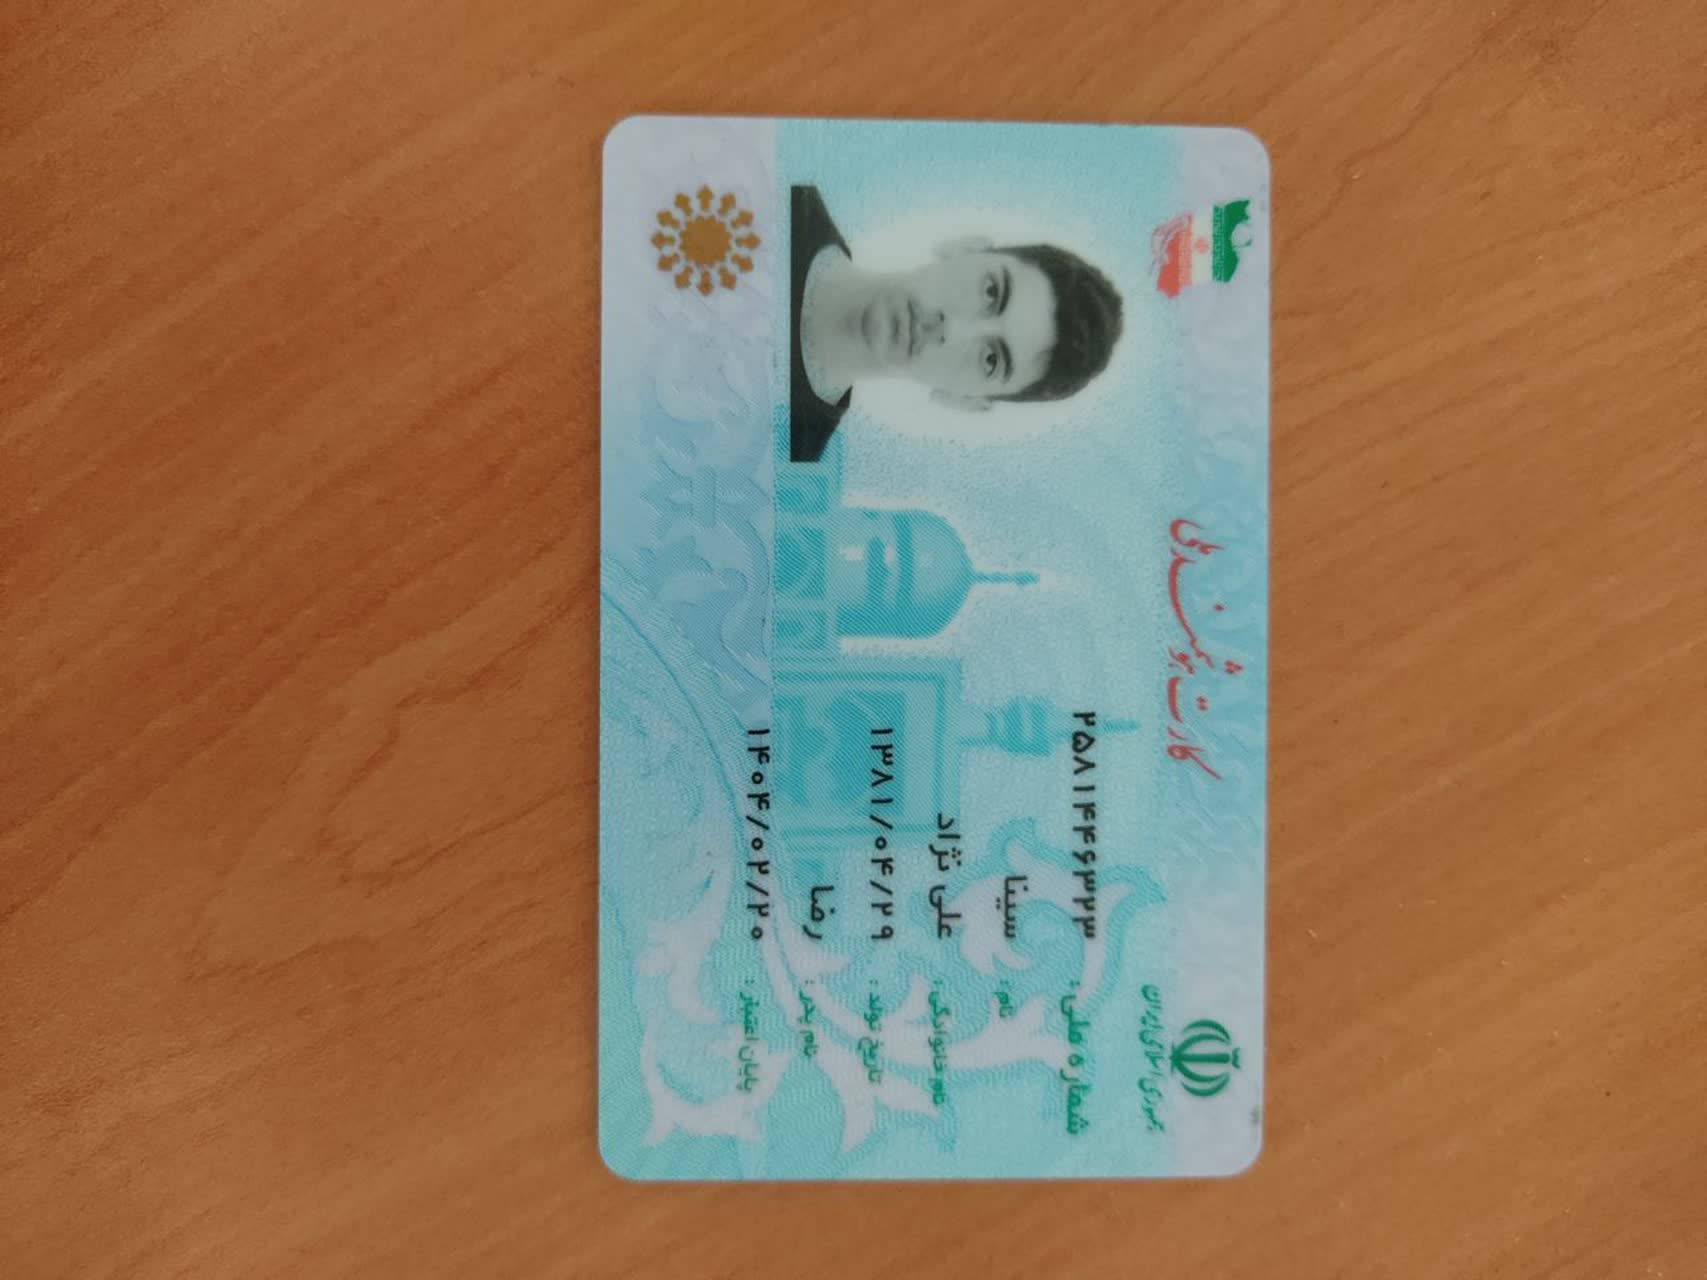 کارت هوشمند ملی
جمهوری اسلامی ایران
شماره ملی : ۲۵۸۱۴۴۶۳۲۳
نام : سینا
نام خانوادگی : علی نژاد
تاریخ تولد : ۱۳۸۱/۰۴/۲۹
نام پدر : رضا
پایان اعتبار : ۱۴۰۴/۰۲/۲۰